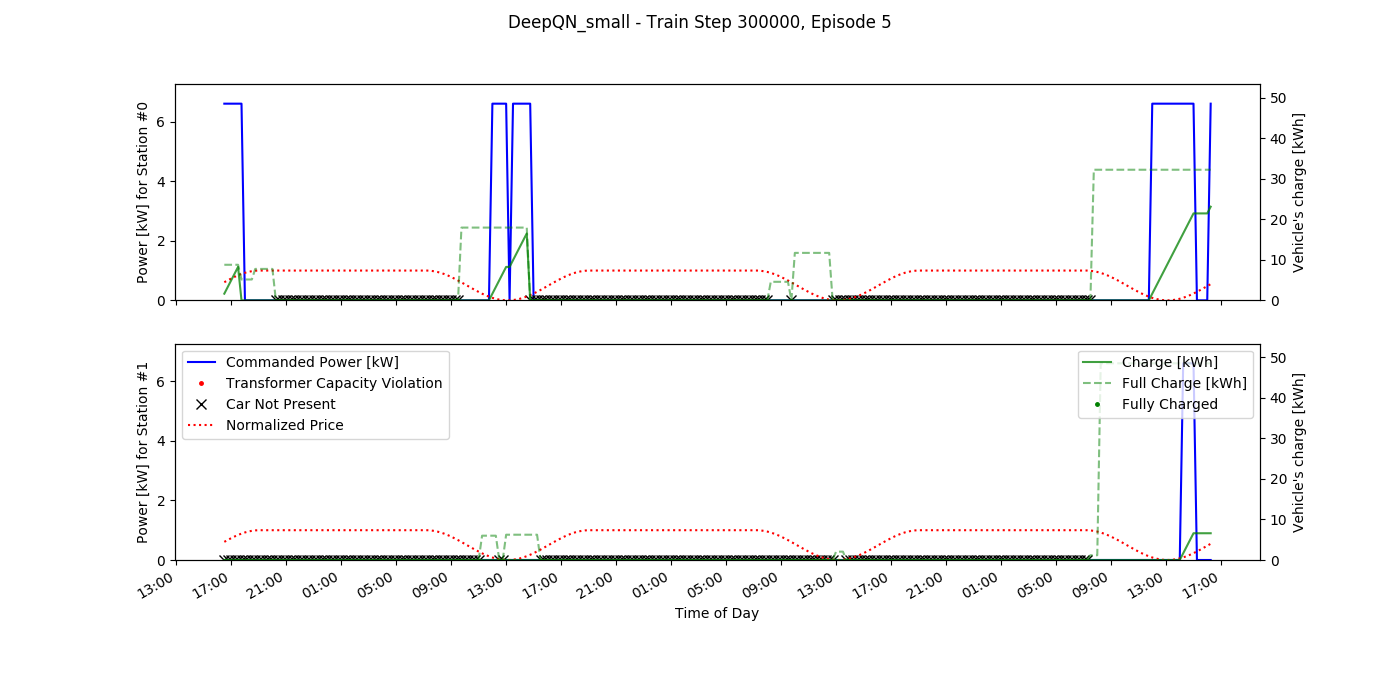 DeepQN_small - Train Step 300000, Episode 5
Power [kW] for Station #0
6
4
2
0
50
40
30
20
10
0
Vehicle's charge [kWh]
Power [kW] for Station #1
6
4
2
0
Commanded Power [kW]
Transformer Capacity Violation
Car Not Present
Normalized Price
Charge [kWh]
Full Charge [kWh]
Fully Charged
50
40
30
20
10
0
Vehicle's charge [kWh]
13:00 17:00 21:00 01:00 05:00 09:00 13:00 17:00 21:00 01:00 05:00 09:00 13:00 17:00 21:00 01:00 05:00 09:00 13:00 17:00
Time of Day